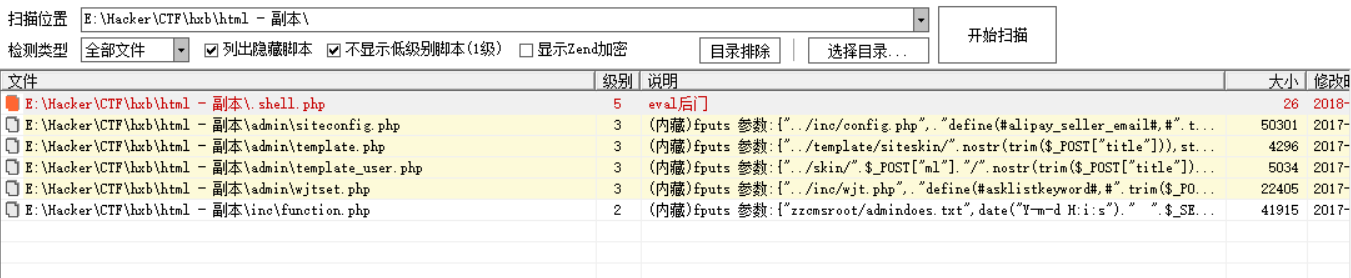 扫描位置 E:\Hacker\CTF\hxb\html - 副本\
开始扫描
检测类型 全部文件 列出隐藏脚本 不显示低级别脚本(1级) 显示Zend加密 目录排除 选择目录...
文件 级别 说明 大小 修改时
E:\Hacker\CTF\hxb\html - 副本\.shell.php 5 eval后门 26 2018-
E:\Hacker\CTF\hxb\html - 副本\admin\siteconfig.php 3 (内藏)fputs 参数:{"../inc/config.php",."define(#alipay_seller_email#,#".t... 50301 2017-
E:\Hacker\CTF\hxb\html - 副本\admin\template.php 3 (内藏)fputs 参数:{"../template/siteskin/".nostr(trim($_POST["title"])),st... 4296 2017-
E:\Hacker\CTF\hxb\html - 副本\admin\template_user.php 3 (内藏)fputs 参数:{"../skin/".$_POST["ml"]."/".nostr(trim($_POST["title"])... 5034 2017-
E:\Hacker\CTF\hxb\html - 副本\admin\wjtset.php 3 (内藏)fputs 参数:{"../inc/wjt.php",."define(#asklistkeyword#,#".trim($_PO... 22405 2017-
E:\Hacker\CTF\hxb\html - 副本\inc\function.php 2 (内藏)fputs 参数:{"zzcmsroot/admindoes.txt",date("Y-m-d H:i:s")."  ".$_SE... 41915 2017-